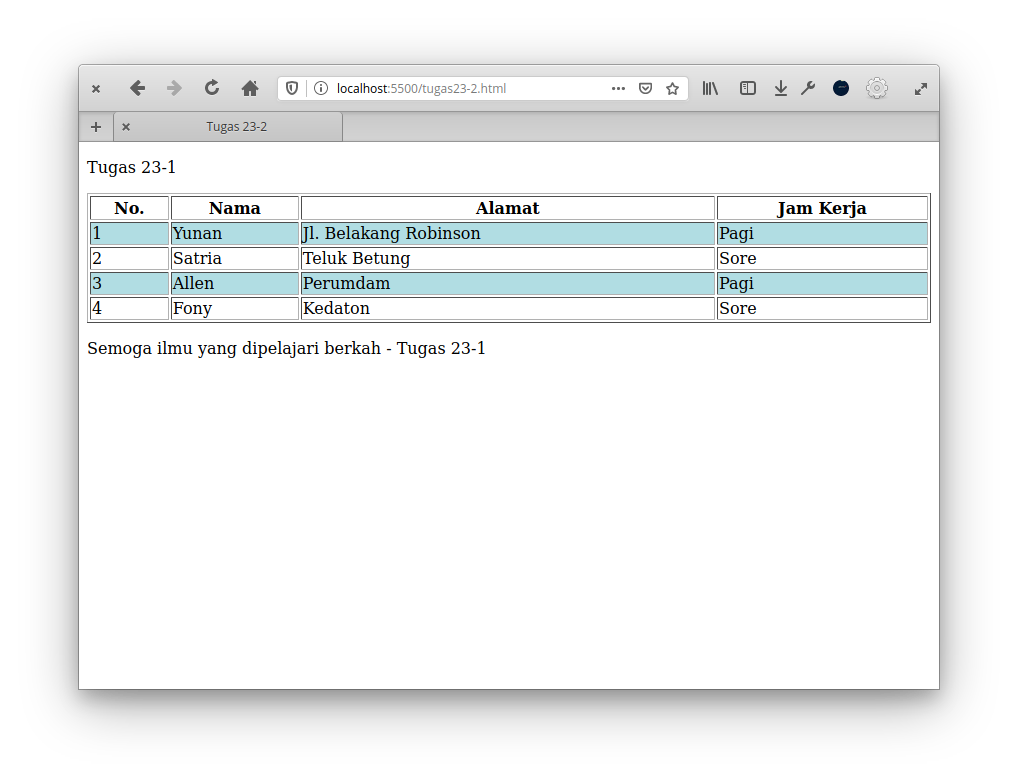 localhost:5500/tugas23-2.html
Tugas 23-2
Tugas 23-1
No. Nama Alamat Jam Kerja
1 Yunan Jl. Belakang Robinson Pagi
2 Satria Teluk Betung Sore
3 Allen Perumdam Pagi
4 Fony Kedaton Sore
Semoga ilmu yang dipelajari berkah - Tugas 23-1